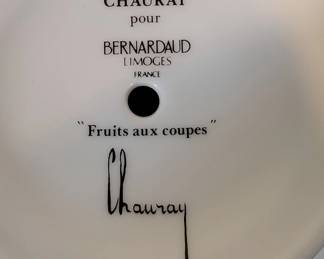 CHAURAY
pour
BERNARDAUD
LIMOGES
FRANCE
"Fruits aux coupes"
Chauray